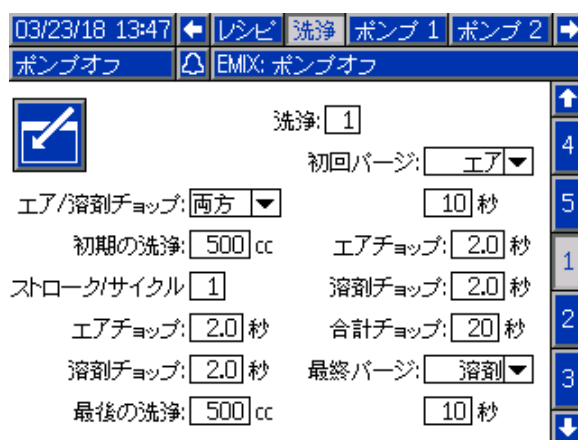 03/23/18 13:47 レシピ 洗浄 ポンプ 1 ポンプ 2
ポンプオフ EMIX: ポンプオフ
洗浄: 1
初回パージ: エア
4
エア/溶剤チョップ: 両方 10 秒
5
初期の洗浄: 500 cc エアチョップ: 2.0 秒
1
ストローク/サイクル 1 溶剤チョップ: 2.0 秒
エアチョップ: 2.0 秒 合計チョップ: 20 秒
2
溶剤チョップ: 2.0 秒 最終パージ: 溶剤
3
最後の洗浄: 500 cc 10 秒